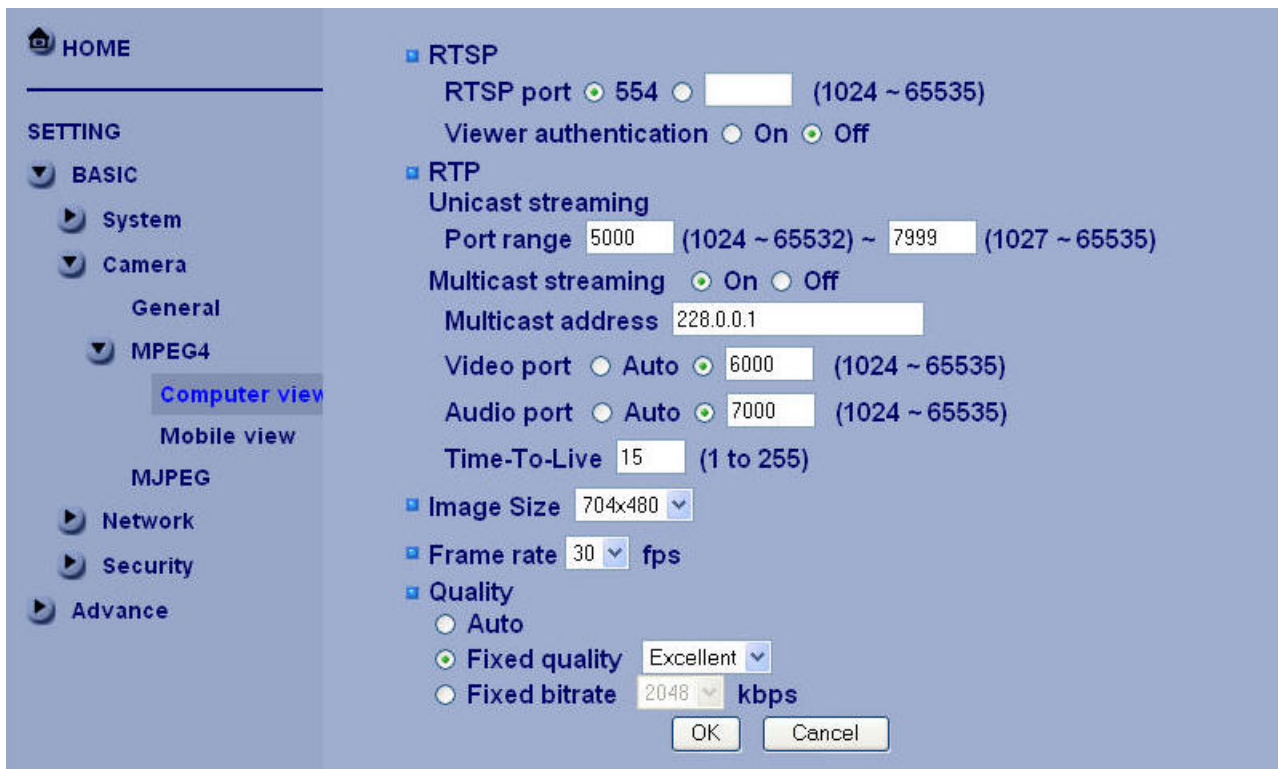 HOME
SETTING
BASIC
System
Camera
General
MPEG4
Computer view
Mobile view
MJPEG
Network
Security
Advance
RTSP
RTSP port 554 (1024 ~ 65535)
Viewer authentication On Off
RTP
Unicast streaming
Port range 5000 (1024 ~ 65532) ~ 7999 (1027 ~ 65535)
Multicast streaming On Off
Multicast address 228.0.0.1
Video port Auto 6000 (1024 ~ 65535)
Audio port Auto 7000 (1024 ~ 65535)
Time-To-Live 15 (1 to 255)
Image Size 704x480
Frame rate 30 fps
Quality
Auto
Fixed quality Excellent
Fixed bitrate 2048 kbps
OK Cancel